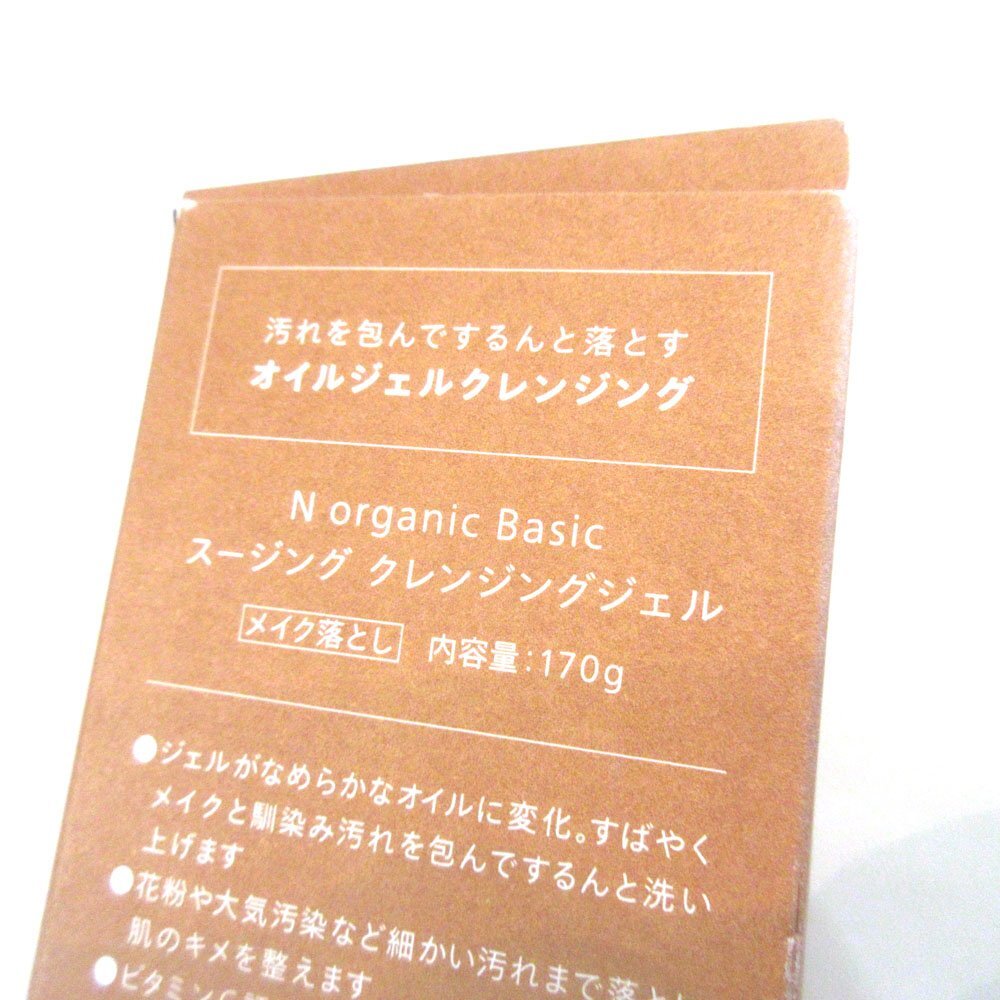 汚れを包んでするんと落とす
オイルジェルクレンジング
N organic Basic
スージング クレンジングジェル
メイク落とし 内容量:170g
●ジェルがなめらかなオイルに変化。すばやく
メイクと馴染み汚れを包んでするんと洗い
上げます
●花粉や大気汚染など細かい汚れまで落とし
肌のキメを整えます
●ビタミンC